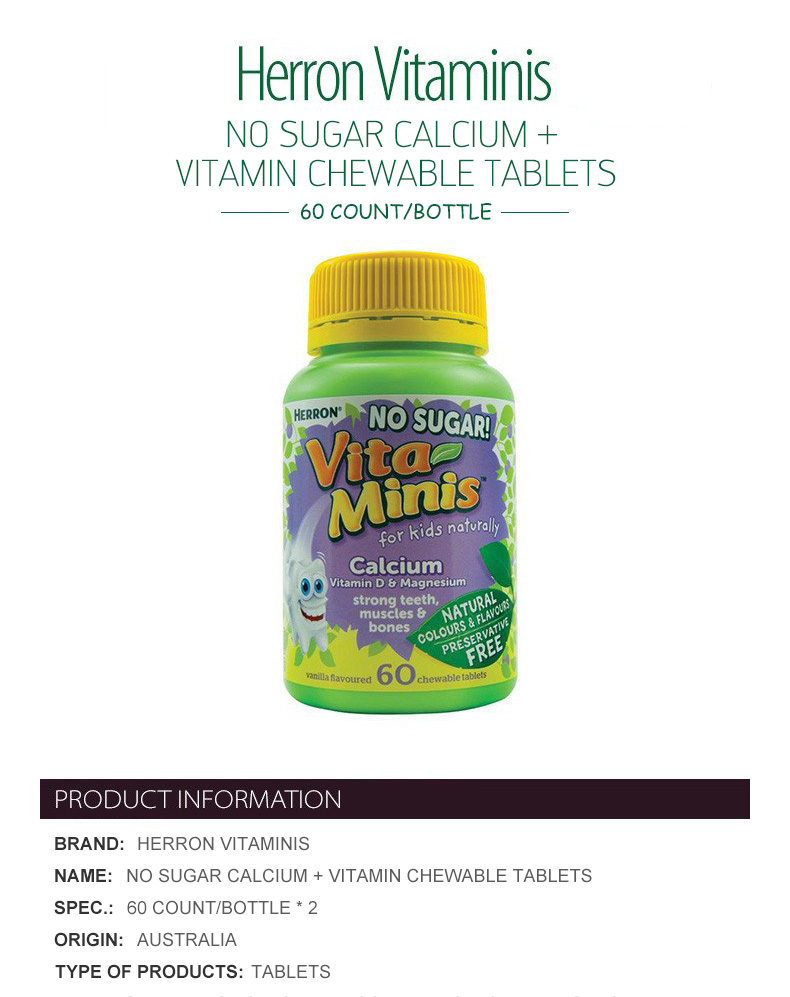 Herron Vitaminis
NO SUGAR CALCIUM +
VITAMIN CHEWABLE TABLETS
60 COUNT/BOTTLE
HERRON®
NO SUGAR!
Vita
Minis™
for kids naturally
Calcium
Vitamin D & Magnesium
strong teeth,
muscles &
bones
NATURAL
COLOURS & FLAVOURS
PRESERVATIVE
FREE
vanilla flavoured 60 chewable tablets
PRODUCT INFORMATION
BRAND: HERRON VITAMINIS
NAME: NO SUGAR CALCIUM + VITAMIN CHEWABLE TABLETS
SPEC.: 60 COUNT/BOTTLE * 2
ORIGIN: AUSTRALIA
TYPE OF PRODUCTS: TABLETS